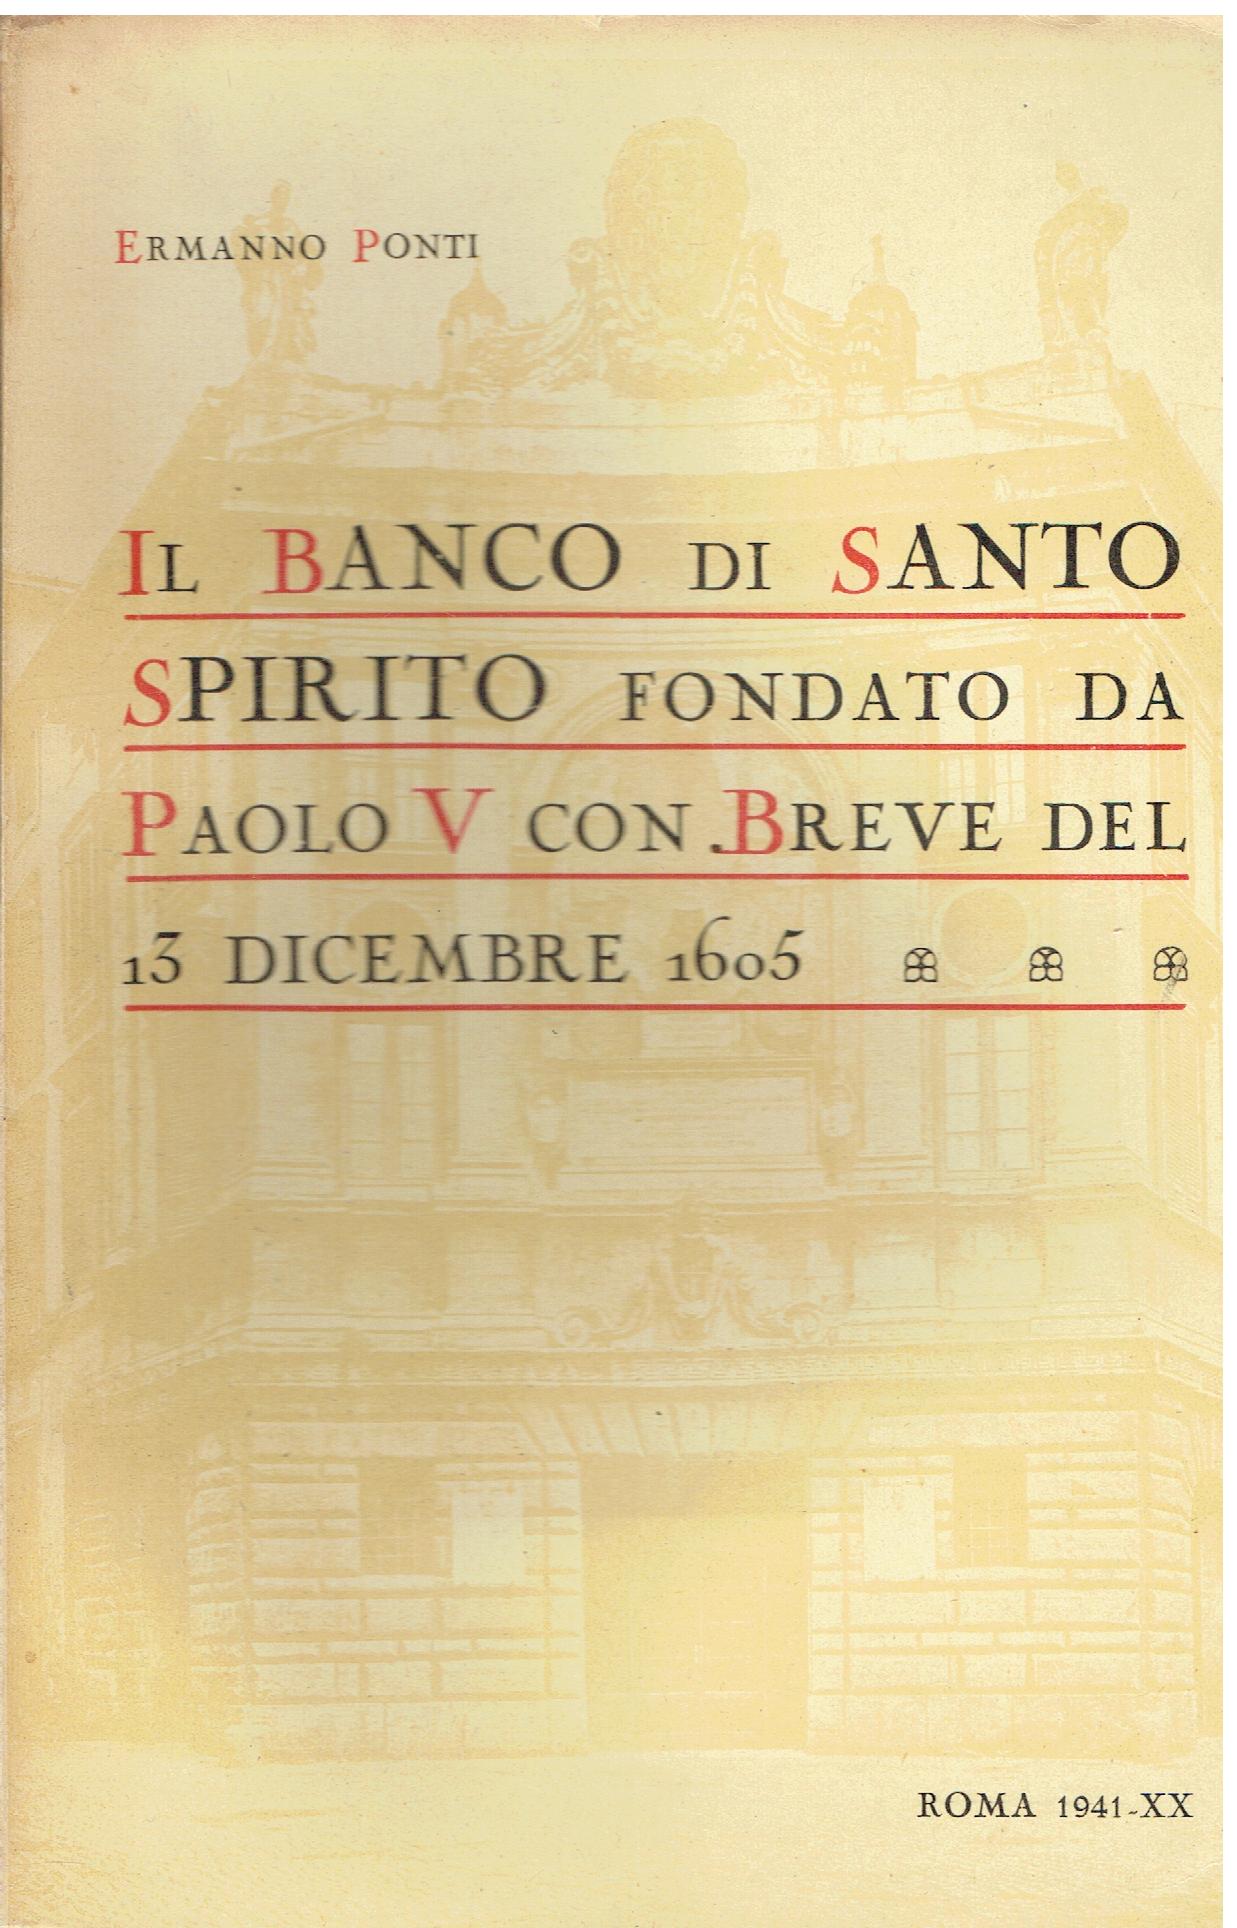 ERMANNO PONTI
IL BANCO DI SANTO
SPIRITO FONDATO DA
PAOLO V CON BREVE DEL
13 DICEMBRE 1605
ROMA 1941-XX